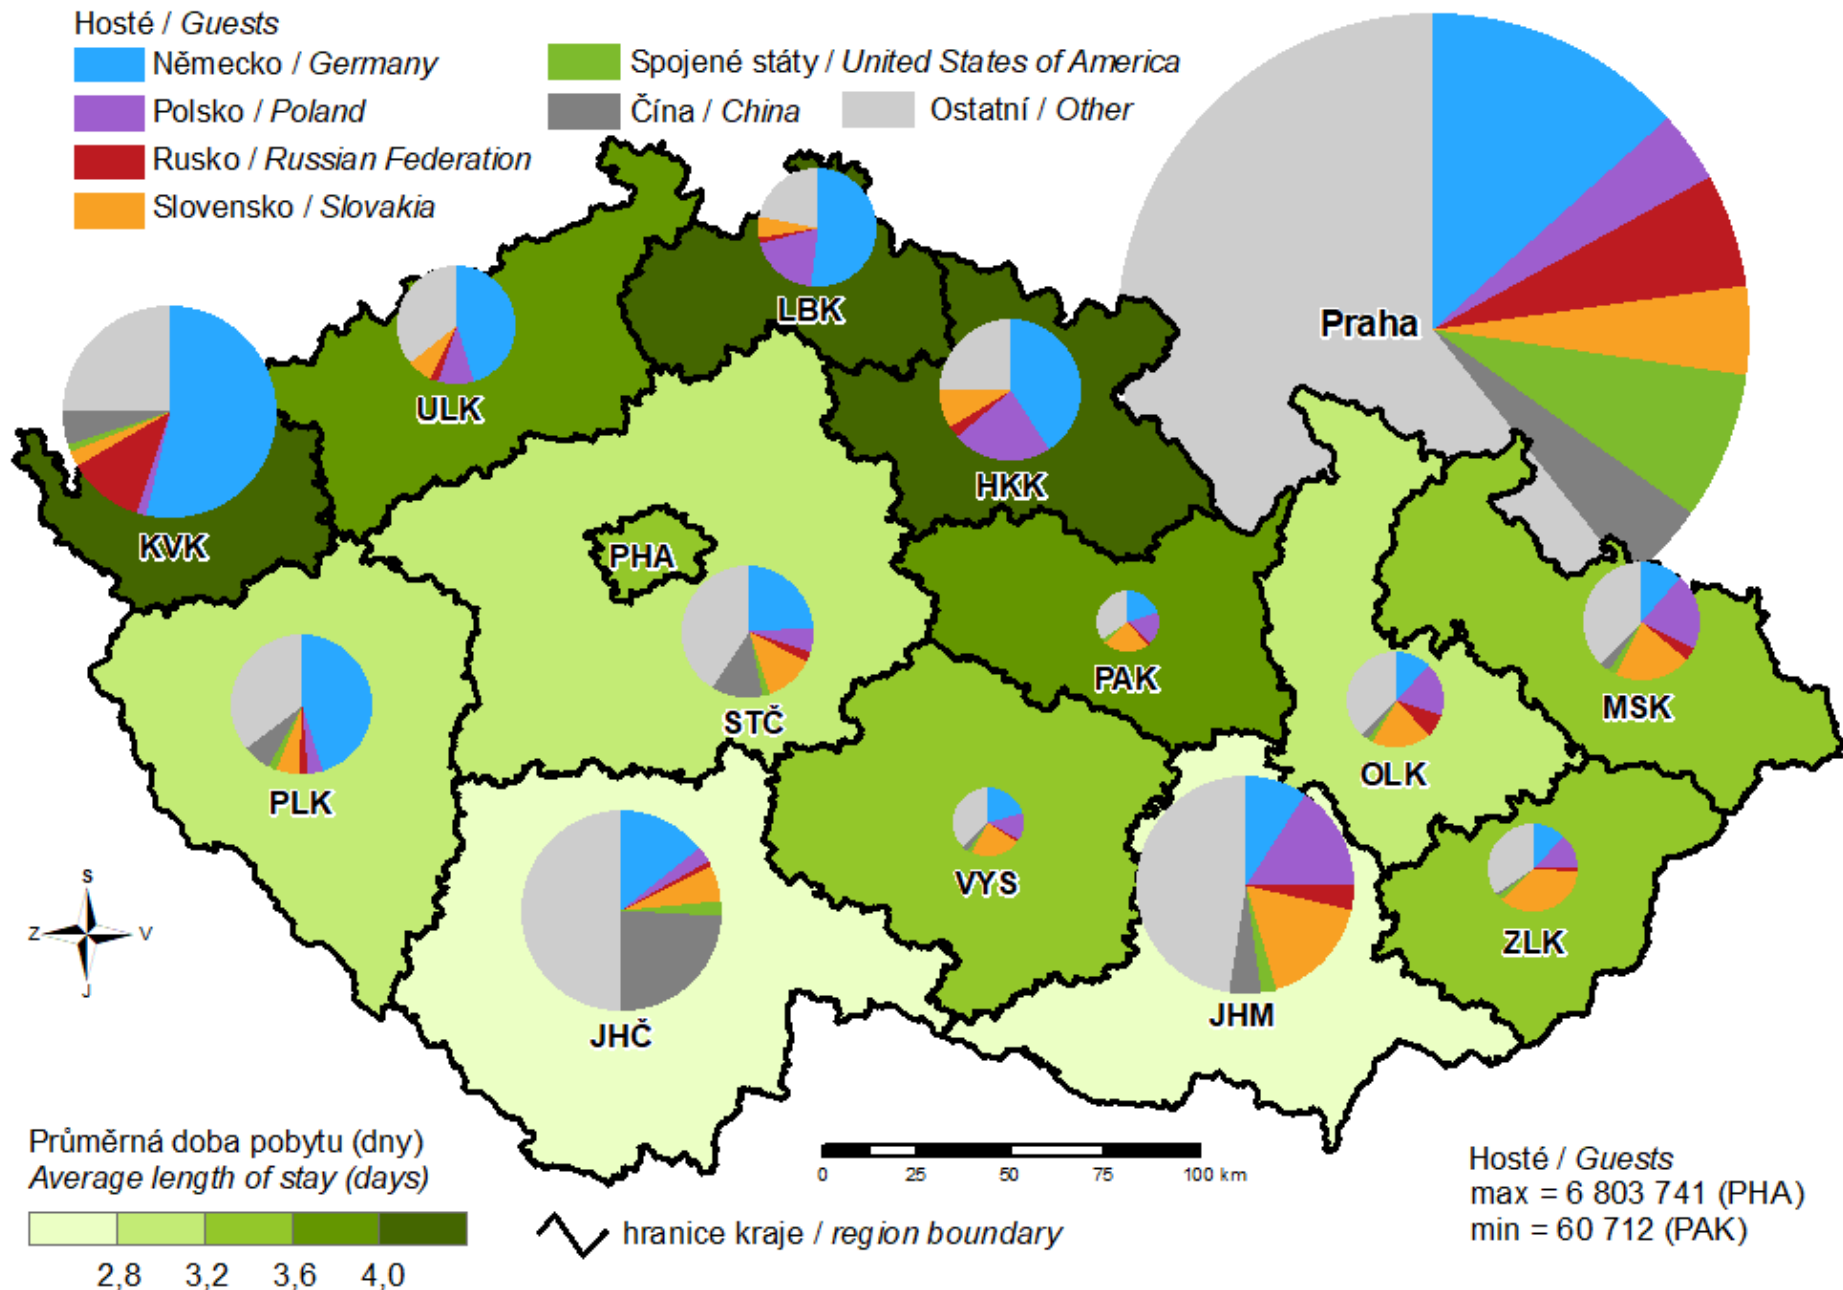 Hosté / Guests
Německo / Germany
Polsko / Poland
Rusko / Russian Federation
Slovensko / Slovakia
Spojené státy / United States of America
Čína / China
Ostatní / Other
Praha
LBK
ULK
HKK
KVK
PHA
PAK
MSK
STČ
OLK
PLK
VYS
ZLK
JHM
JHČ
S
Z
V
J
Průměrná doba pobytu (dny)
Average length of stay (days)
2,8 3,2 3,6 4,0
0 25 50 75 100 km
hranice kraje / region boundary
Hosté / Guests
max = 6 803 741 (PHA)
min = 60 712 (PAK)